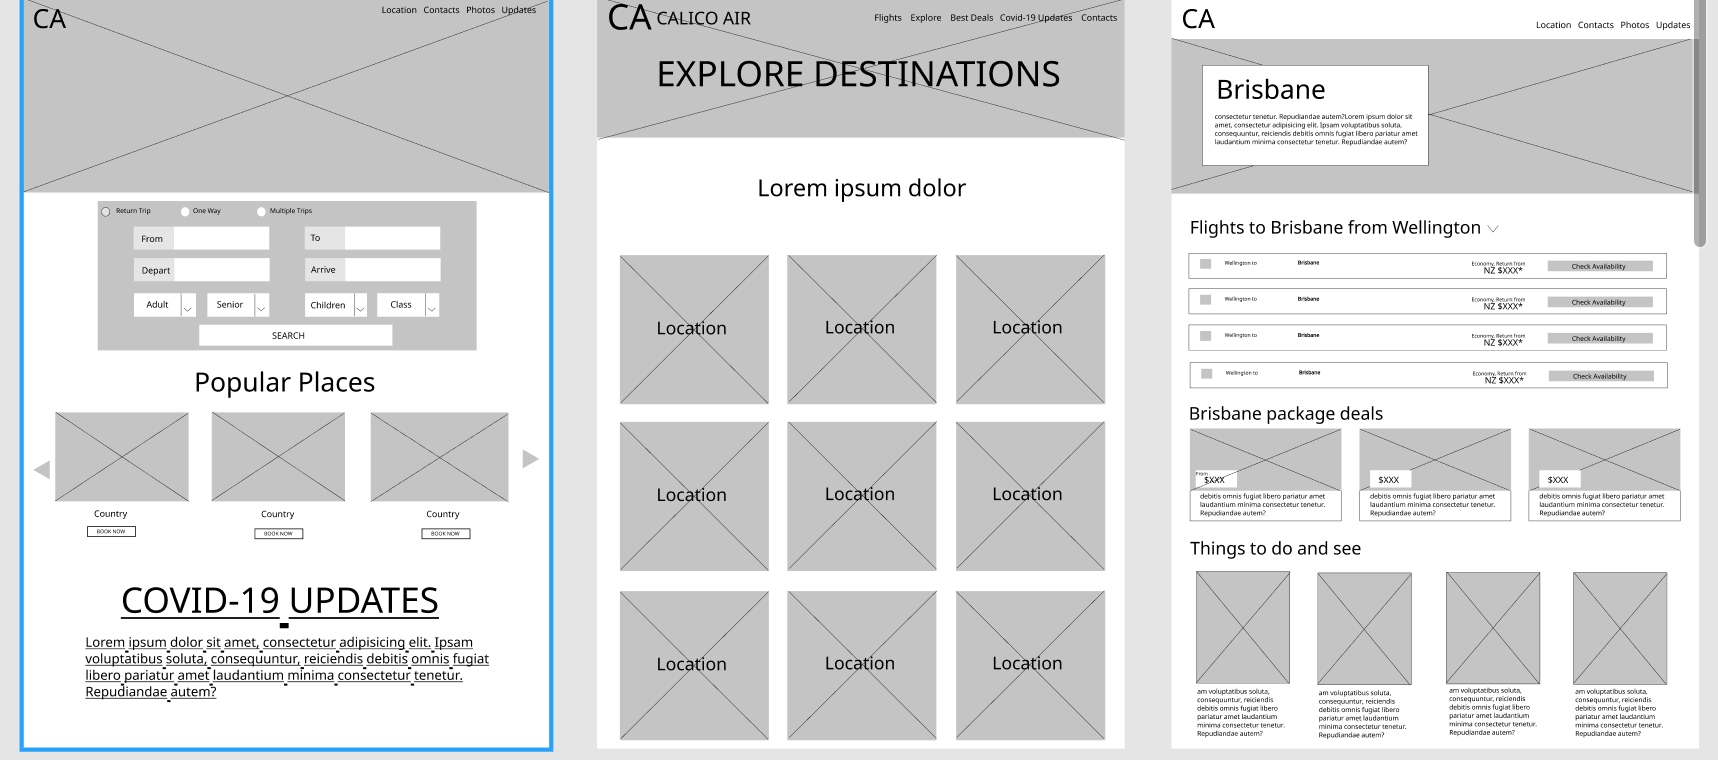 CA
Location Contacts Photos Updates
Return Trip One Way Multiple Trips
From To
Depart Arrive
Adult Senior Children Class
SEARCH
Popular Places
Country Country Country
BOOK NOW BOOK NOW BOOK NOW
COVID-19 UPDATES
Lorem ipsum dolor sit amet, consectetur adipisicing elit. Ipsam
voluptatibus soluta, consequuntur, reiciendis debitis omnis fugiat
libero pariatur amet laudantium minima consectetur tenetur.
Repudiandae autem?
CA CALICO AIR
Flights Explore Best Deals Covid-19 Updates Contacts
EXPLORE DESTINATIONS
Lorem ipsum dolor
Location Location Location
Location Location Location
Location Location Location
CA
Location Contacts Photos Updates
Brisbane
consectetur tenetur. Repudiandae autem?Lorem ipsum dolor sit
amet, consectetur adipisicing elit. Ipsam voluptatibus soluta,
consequuntur, reiciendis debitis omnis fugiat libero pariatur amet
laudantium minima consectetur tenetur. Repudiandae autem?
Flights to Brisbane from Wellington
Wellington to Brisbane Economy, Return from
NZ $XXX* Check Availability
Wellington to Brisbane Economy, Return from
NZ $XXX* Check Availability
Wellington to Brisbane Economy, Return from
NZ $XXX* Check Availability
Wellington to Brisbane Economy, Return from
NZ $XXX* Check Availability
Brisbane package deals
From
$XXX $XXX $XXX
debitis omnis fugiat libero pariatur amet
laudantium minima consectetur tenetur.
Repudiandae autem?
debitis omnis fugiat libero pariatur amet
laudantium minima consectetur tenetur.
Repudiandae autem?
debitis omnis fugiat libero pariatur amet
laudantium minima consectetur tenetur.
Repudiandae autem?
Things to do and see
am voluptatibus soluta,
consequuntur, reiciendis
debitis omnis fugiat libero
pariatur amet laudantium
minima consectetur tenetur.
Repudiandae autem?
am voluptatibus soluta,
consequuntur, reiciendis
debitis omnis fugiat libero
pariatur amet laudantium
minima consectetur tenetur.
Repudiandae autem?
am voluptatibus soluta,
consequuntur, reiciendis
debitis omnis fugiat libero
pariatur amet laudantium
minima consectetur tenetur.
Repudiandae autem?
am voluptatibus soluta,
consequuntur, reiciendis
debitis omnis fugiat libero
pariatur amet laudantium
minima consectetur tenetur.
Repudiandae autem?